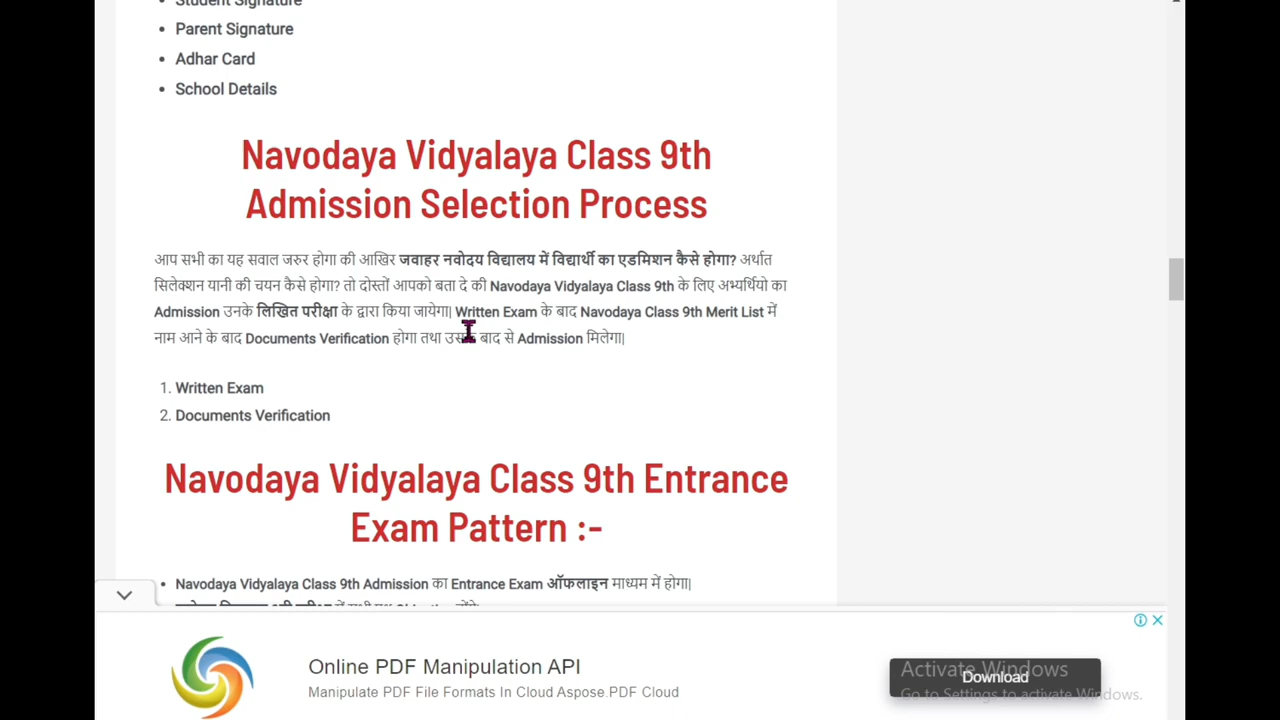 Student Signature
Parent Signature
Adhar Card
School Details
Navodaya Vidyalaya Class 9th
Admission Selection Process
आप सभी का यह सवाल जरुर होगा की आखिर जवाहर नवोदय विद्यालय में विद्यार्थी का एडमिशन कैसे होगा? अर्थात
सिलेक्शन यानी की चयन कैसे होगा? तो दोस्तों आपको बता दे की Navodaya Vidyalaya Class 9th के लिए अभ्यर्थियो का
Admission उनके लिखित परीक्षा के द्वारा किया जायेगा| Written Exam के बाद Navodaya Class 9th Merit List में
नाम आने के बाद Documents Verification होगा तथा बाद से Admission मिलेगा|
1. Written Exam
2. Documents Verification
Navodaya Vidyalaya Class 9th Entrance
Exam Pattern :-
Navodaya Vidyalaya Class 9th Admission का Entrance Exam ऑफलाइन माध्यम में होगा|
Online PDF Manipulation API
Manipulate PDF File Formats In Cloud Aspose.PDF Cloud
Download
Activate Windows
Go to Settings to activate Windows.